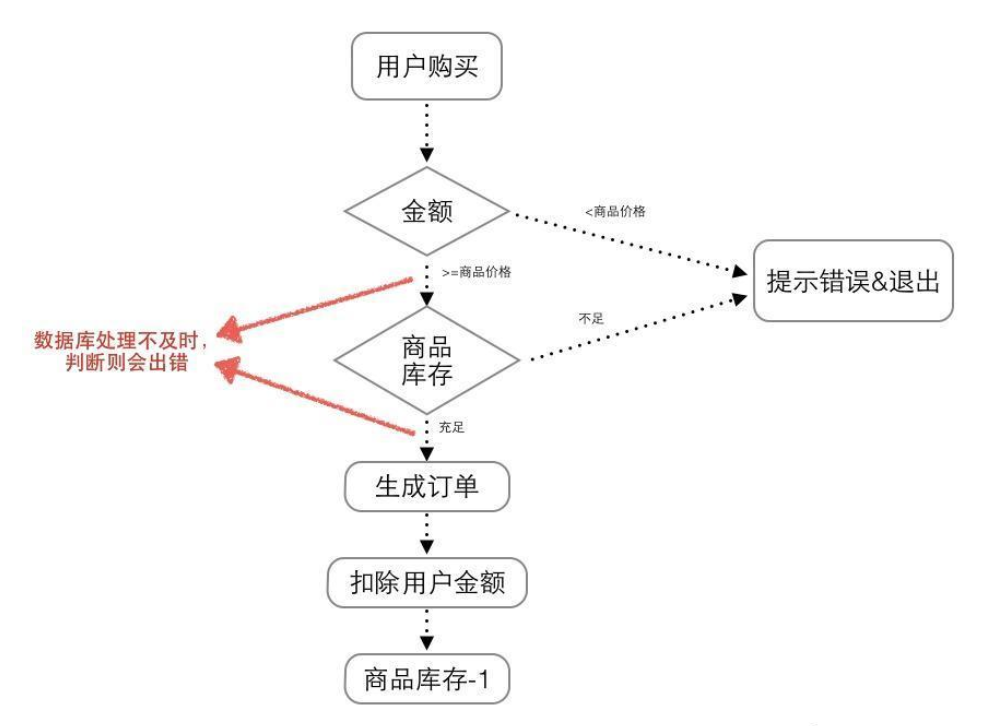 用户购买
金额
<商品价格
>=商品价格
提示错误&退出
不足
数据库处理不及时，
判断则会出错
商品
库存
充足
生成订单
扣除用户金额
商品库存-1